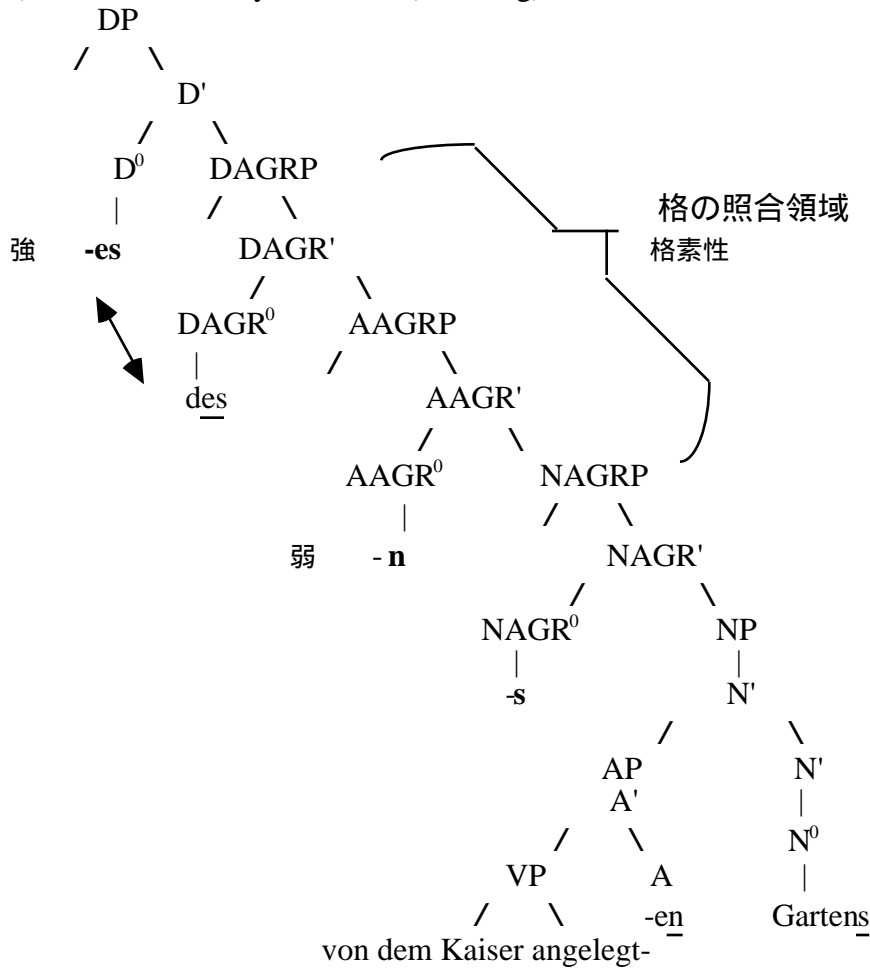 DP
D'
D⁰ DAGRP
格の照合領域
強 -es DAGR' 格素性
DAGR⁰ AAGRP
des AAGR'
AAGR⁰ NAGRP
弱 -n NAGR'
NAGR⁰ NP
-s N'
AP N'
A'
N⁰
VP A
-en Gartens
von dem Kaiser angelegt-